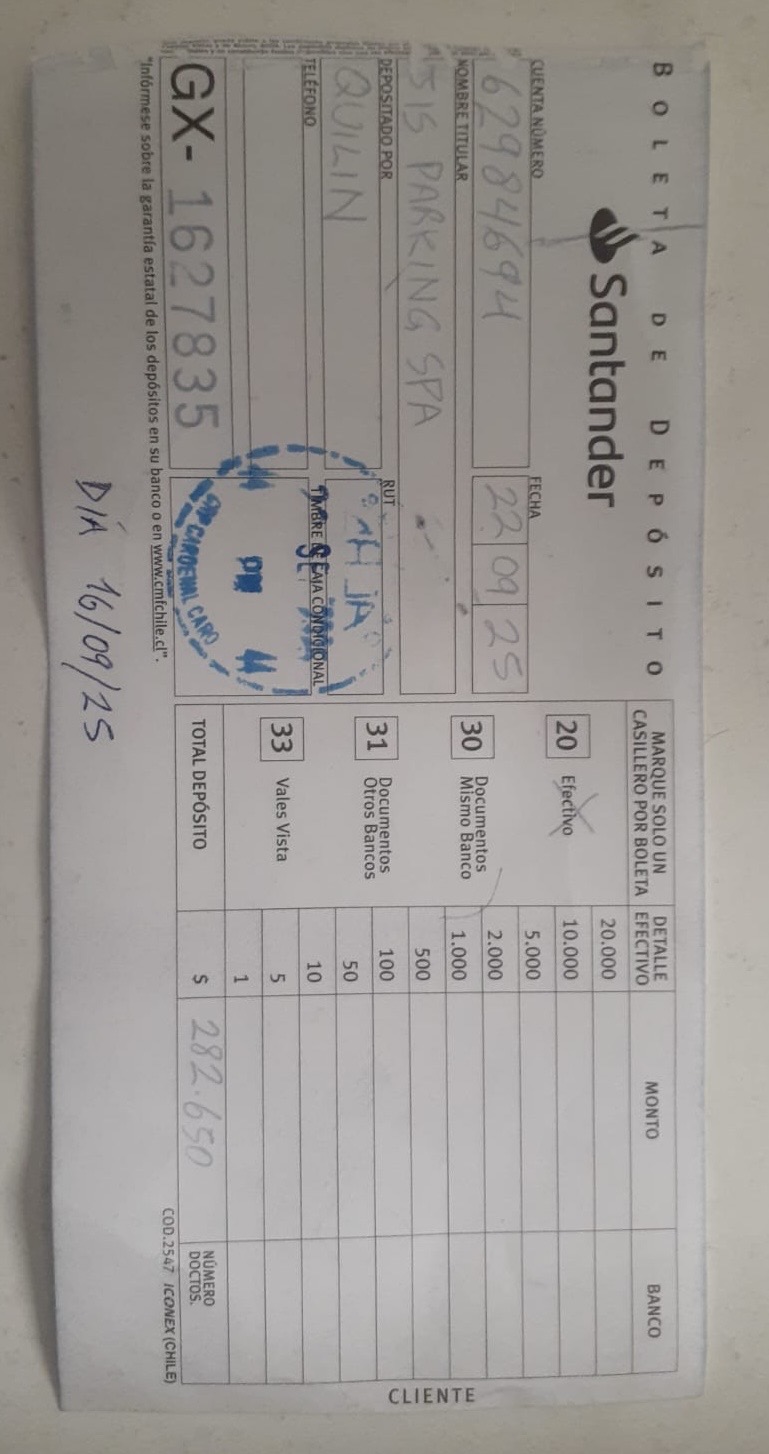 BOLETA DE DEPÓSITO
Santander
CUENTA NÚMERO
62984694
FECHA
22 09 25
NOMBRE TITULAR
PARKING SPA
DEPOSITADO POR
QUILIN
RUT
TELÉFONO
TIMBRE DE CAJA CONDICIONAL
CARDENAL CARO
GX- 1627835
"Infórmese sobre la garantía estatal de los depósitos en su banco o en www.cmfchile.cl".
DÍA 16/09/25
MARQUE SOLO UN
CASILLERO POR BOLETA
20 Efectivo
30 Documentos
Mismo Banco
31 Documentos
Otros Bancos
33 Vales Vista
TOTAL DEPÓSITO
DETALLE
EFECTIVO
MONTO
BANCO
20.000
10.000
5.000
2.000
1.000
500
100
50
10
5
1
$ 282.650
NÚMERO
DOCTOS.
COD.2547 ICONEX (CHILE)
CLIENTE